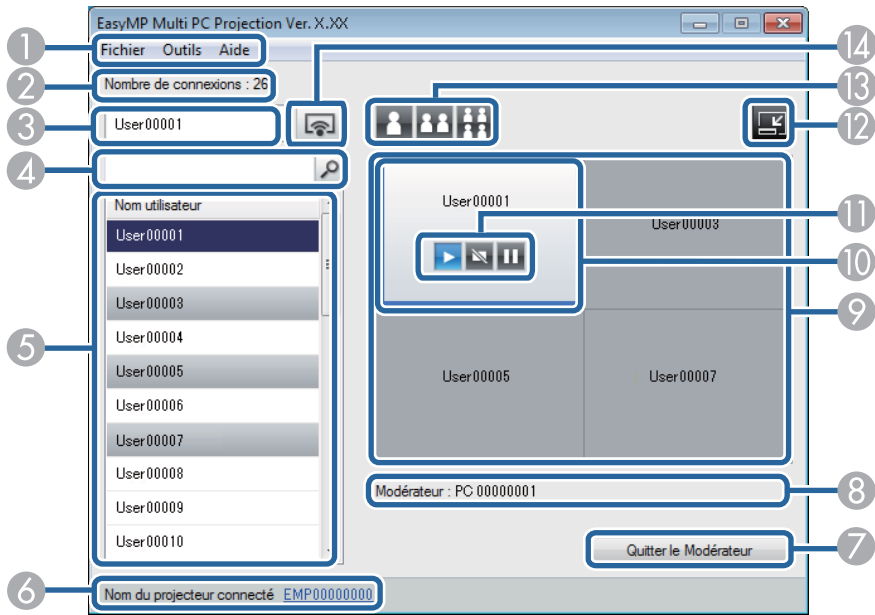 EasyMP Multi PC Projection Ver. X.XX
1 Fichier Outils Aide 14
2 Nombre de connexions : 26 13
3 User00001 12
4
Nom utilisateur
User00001
User00002
User00003
User00004
5 User00005
User00006
User00007
User00008
User00009
User00010
User00001 11
User00003
10
9
User00005 User00007
Modérateur : PC 00000001 8
Quitter le Modérateur 7
6 Nom du projecteur connecté EMP00000000